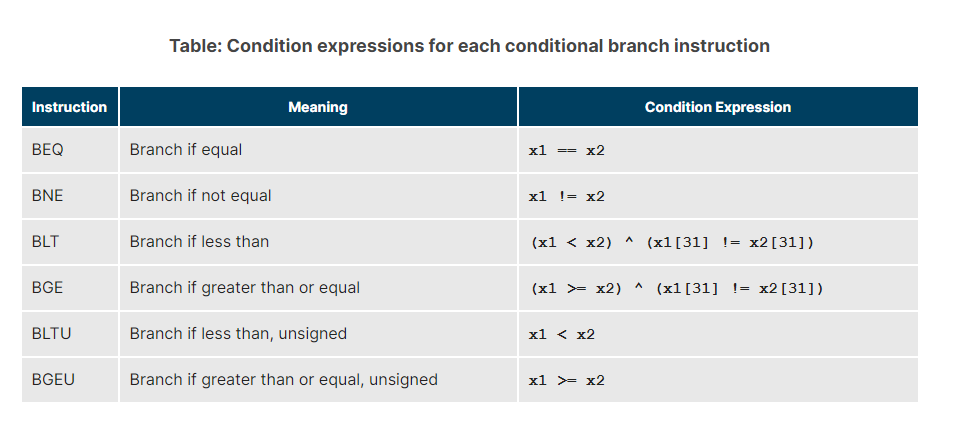 Table: Condition expressions for each conditional branch instruction
Instruction Meaning Condition Expression
BEQ Branch if equal x1 == x2
BNE Branch if not equal x1 != x2
BLT Branch if less than (x1 < x2) ^ (x1[31] != x2[31])
BGE Branch if greater than or equal (x1 >= x2) ^ (x1[31] != x2[31])
BLTU Branch if less than, unsigned x1 < x2
BGEU Branch if greater than or equal, unsigned x1 >= x2